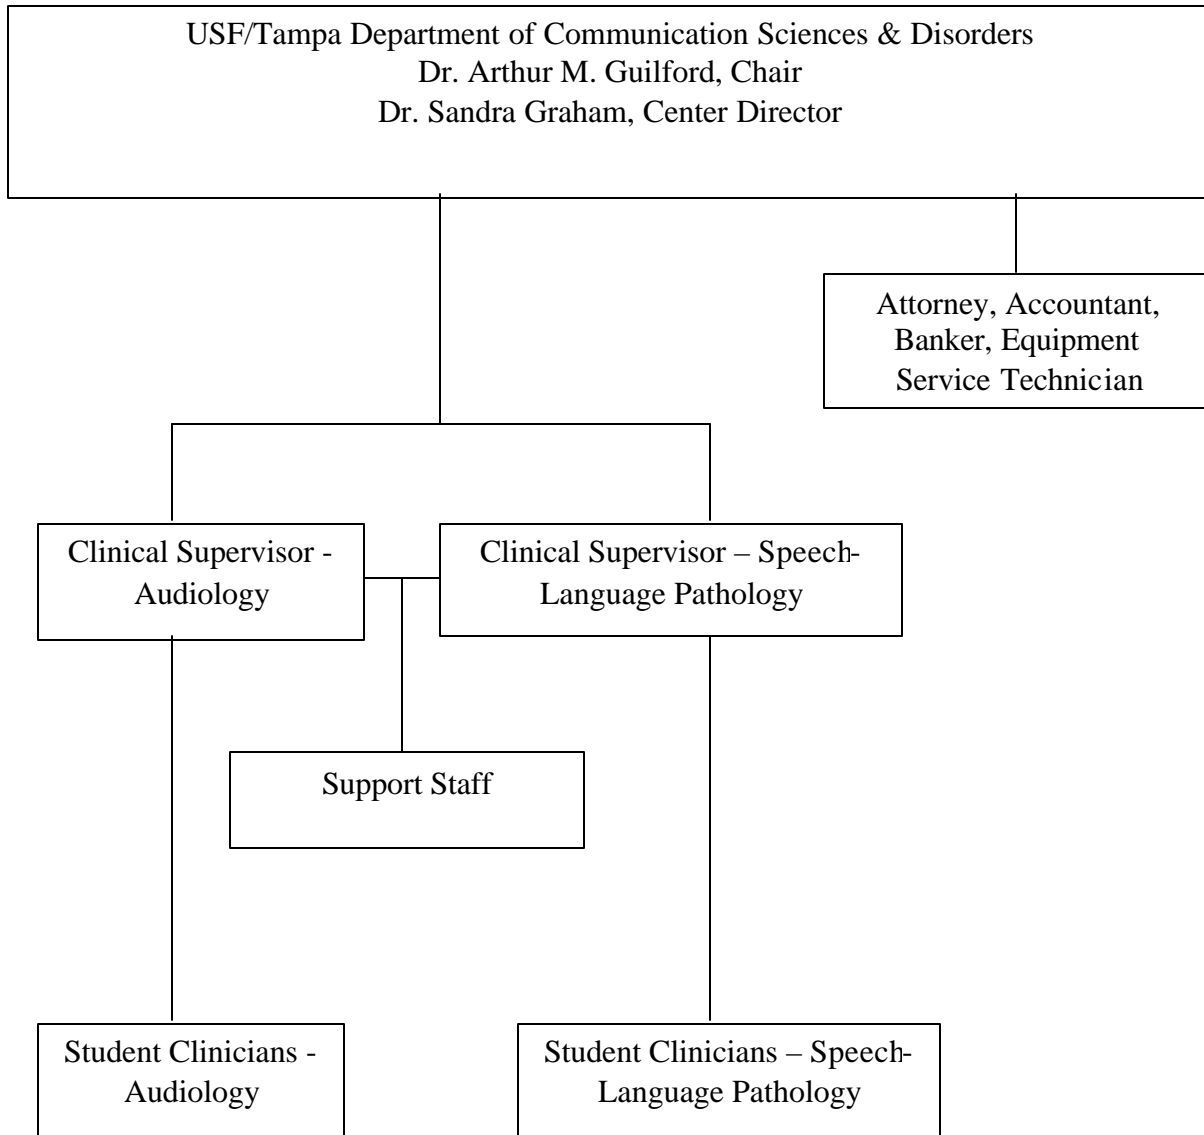 USF/Tampa Department of Communication Sciences & Disorders
Dr. Arthur M. Guilford, Chair
Dr. Sandra Graham, Center Director
Attorney, Accountant,
Banker, Equipment
Service Technician
Clinical Supervisor -
Audiology
Clinical Supervisor – Speech-
Language Pathology
Support Staff
Student Clinicians -
Audiology
Student Clinicians – Speech-
Language Pathology